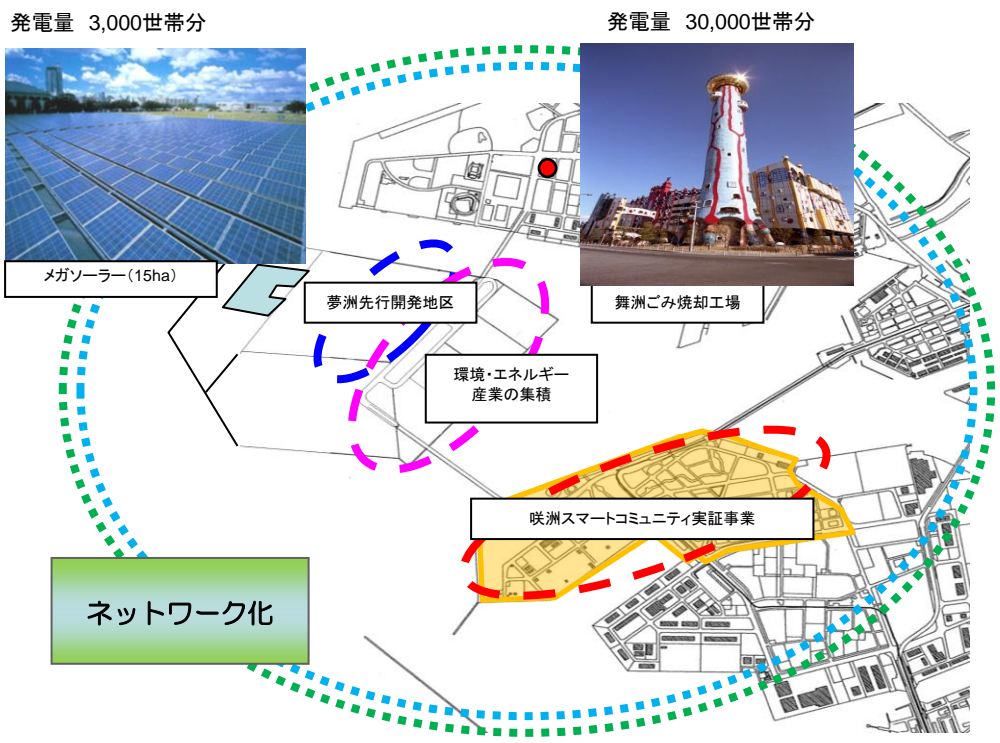 発電量 3,000世帯分
発電量 30,000世帯分
メガソーラー(15ha)
夢洲先行開発地区
舞洲ごみ焼却工場
環境・エネルギー
産業の集積
咲洲スマートコミュニティ実証事業
ネットワーク化